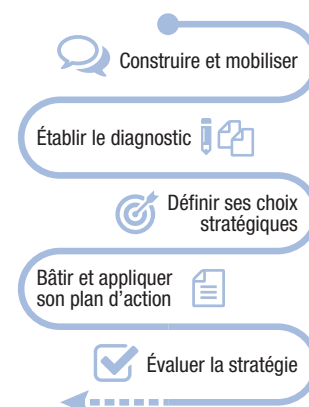 Construire et mobiliser
Établir le diagnostic
Définir ses choix
stratégiques
Bâtir et appliquer
son plan d'action
Évaluer la stratégie